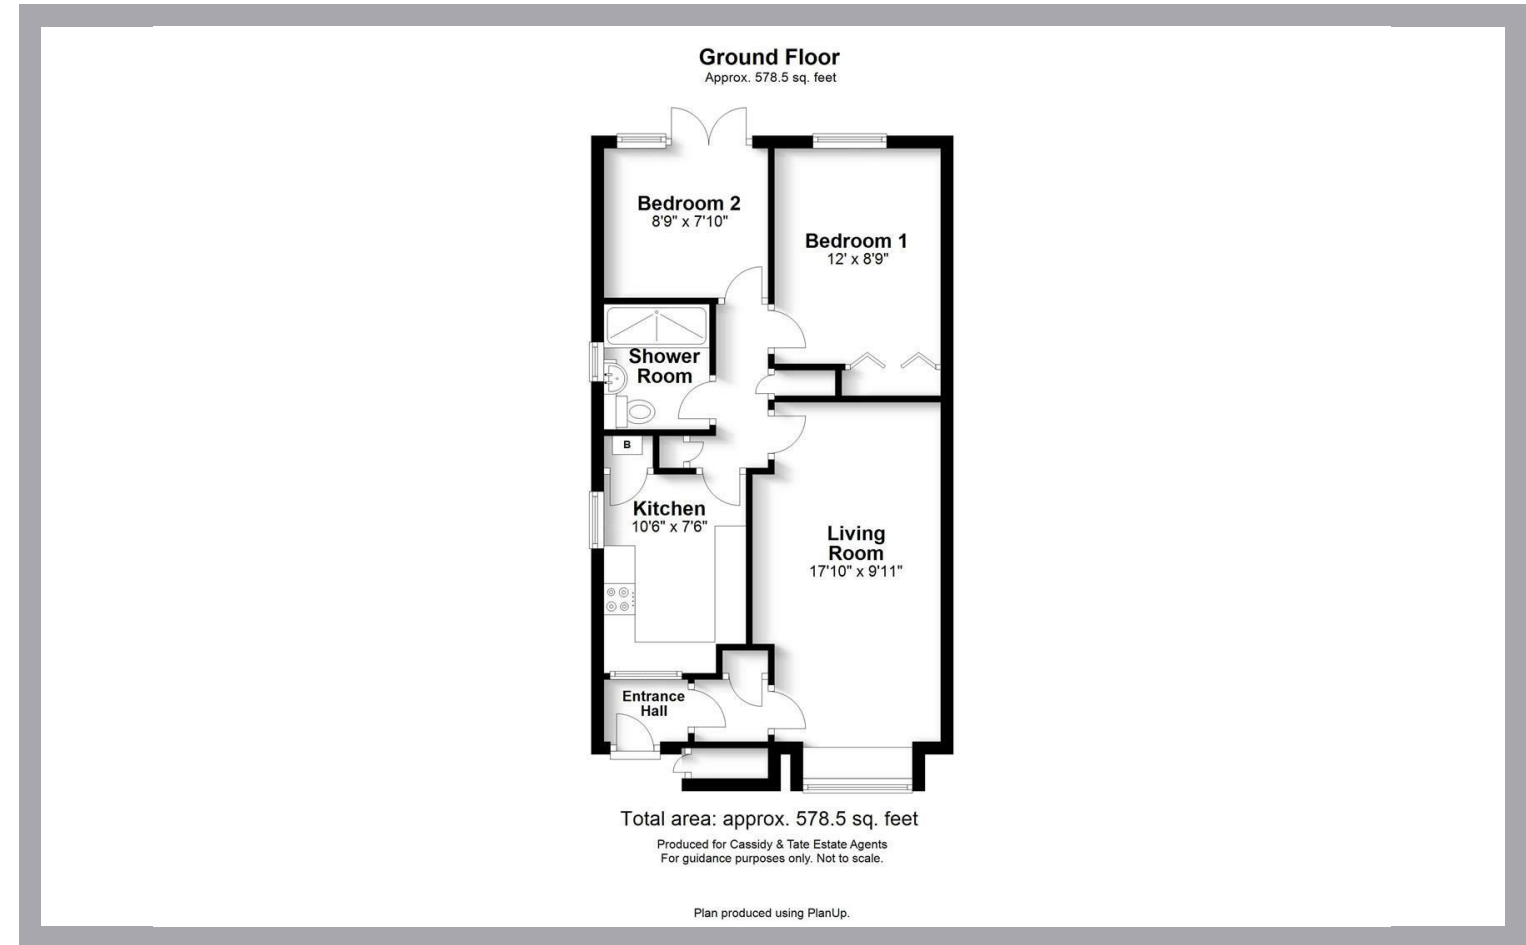 Ground Floor
Approx. 578.5 sq. feet
Bedroom 2
8'9" x 7'10"
Bedroom 1
12' x 8'9"
Shower
Room
B
Kitchen
10'6" x 7'6"
Living
Room
17'10" x 9'11"
Entrance
Hall
Total area: approx. 578.5 sq. feet
Produced for Cassidy & Tate Estate Agents
For guidance purposes only. Not to scale.
Plan produced using PlanUp.